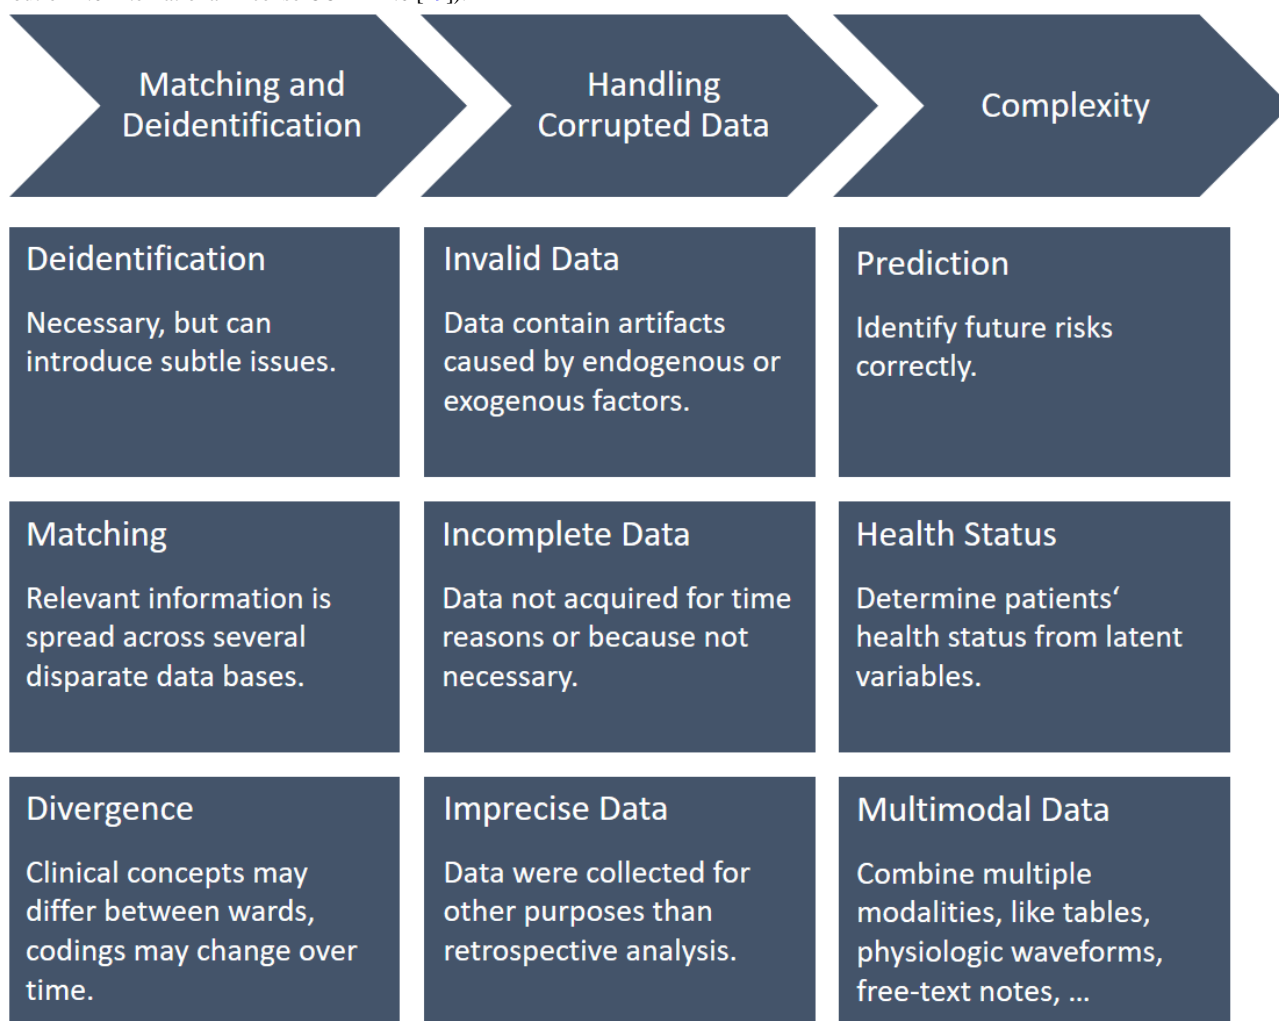 Matching and
Deidentification
Handling
Corrupted Data
Complexity
Deidentification
Necessary, but can
introduce subtle issues.
Invalid Data
Data contain artifacts
caused by endogenous or
exogenous factors.
Prediction
Identify future risks
correctly.
Matching
Relevant information is
spread across several
disparate data bases.
Incomplete Data
Data not acquired for time
reasons or because not
necessary.
Health Status
Determine patients‘
health status from latent
variables.
Divergence
Clinical concepts may
differ between wards,
codings may change over
time.
Imprecise Data
Data were collected for
other purposes than
retrospective analysis.
Multimodal Data
Combine multiple
modalities, like tables,
physiologic waveforms,
free-text notes, ...